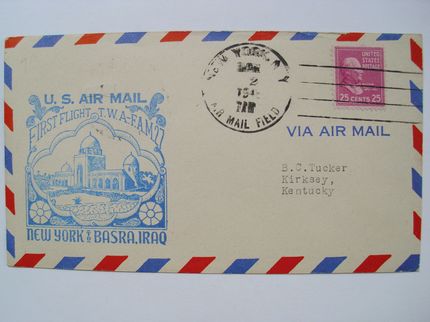 NEW YORK, N.Y.
2
AIR MAIL FIELD
UNITED
STATES
POSTAGE
25 CENTS 25
U.S. AIR MAIL
FIRST FLIGHT T.W.A-F.A.M 27
NEW YORK TO BASRA, IRAQ
VIA AIR MAIL
B.C.Tucker
Kirksey,
Kentucky